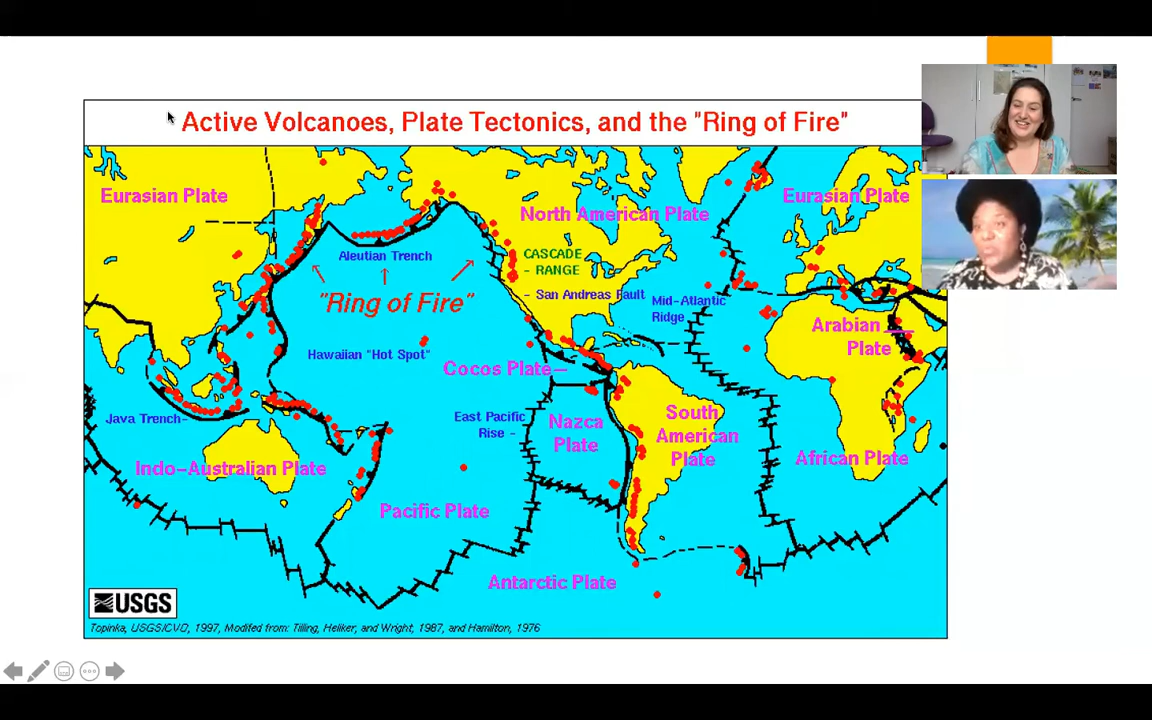 Active Volcanoes, Plate Tectonics, and the "Ring of Fire"
Eurasian Plate
North American Plate
Eurasian Plate
Aleutian Trench
CASCADE
- RANGE
"Ring of Fire"
- San Andreas Fault
Mid-Atlantic
Ridge
Arabian
Plate
Hawaiian "Hot Spot"
Cocos Plate
Java Trench
East Pacific
Rise -
Nazca
Plate
South
American
Plate
Indo-Australian Plate
African Plate
Pacific Plate
Antarctic Plate
USGS
Topinka, USGS/CVO, 1997, Modifed from: Tilling, Heliker, and Wright, 1987, and Hamilton, 1976